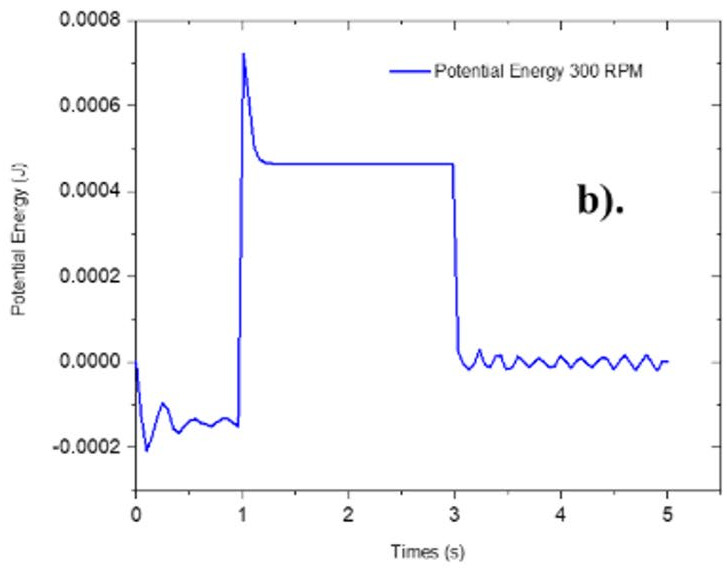 0.0008
Potential Energy 300 RPM
0.0006
b).
0.0004
0.0002
0.0000
-0.0002
Potential Energy (J)
0 1 2 3 4 5
Times (s)